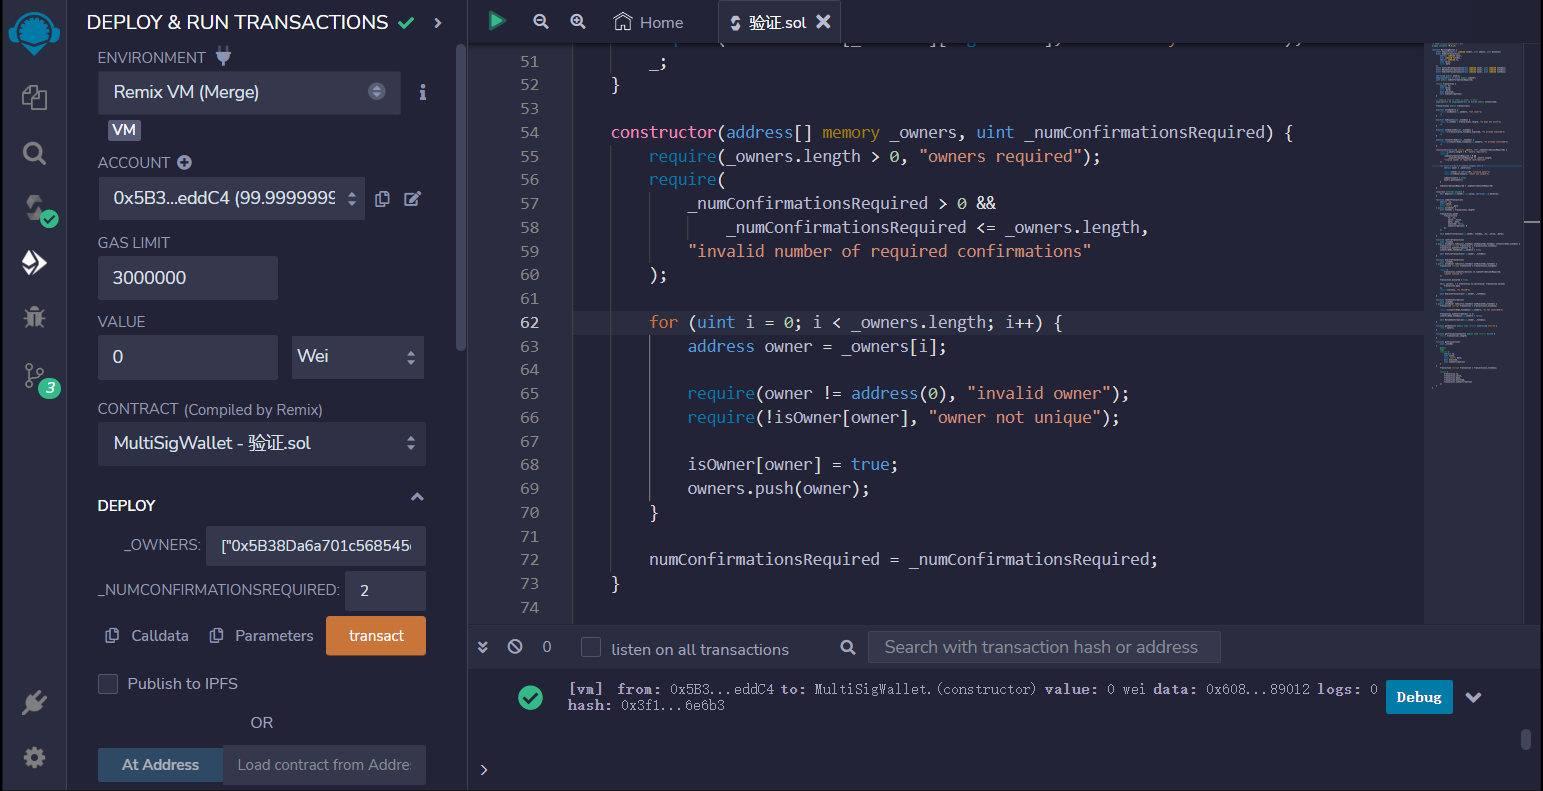 DEPLOY & RUN TRANSACTIONS
ENVIRONMENT
Remix VM (Merge)
VM
ACCOUNT
0x5B3...eddC4 (99.9999999
GAS LIMIT
3000000
VALUE
0
Wei
CONTRACT (Compiled by Remix)
MultiSigWallet - 验证.sol
DEPLOY
_OWNERS: ["0x5B38Da6a701c568545
_NUMCONFIRMATIONSREQUIRED: 2
Calldata Parameters transact
Publish to IPFS
OR
At Address Load contract from Addre
3
Home 验证.sol
51 _;
52 }
53
54 constructor(address[] memory _owners, uint _numConfirmationsRequired) {
55 require(_owners.length > 0, "owners required");
56 require(
57 _numConfirmationsRequired > 0 &&
58 _numConfirmationsRequired <= _owners.length,
59 "invalid number of required confirmations"
60 );
61
62 for (uint i = 0; i < _owners.length; i++) {
63 address owner = _owners[i];
64
65 require(owner != address(0), "invalid owner");
66 require(!isOwner[owner], "owner not unique");
67
68 isOwner[owner] = true;
69 owners.push(owner);
70 }
71
72 numConfirmationsRequired = _numConfirmationsRequired;
73 }
74
0 listen on all transactions Search with transaction hash or address
[vm] from: 0x5B3...eddC4 to: MultiSigWallet.(constructor) value: 0 wei data: 0x608...89012 logs: 0
hash: 0x3f1...6e6b3
Debug
>